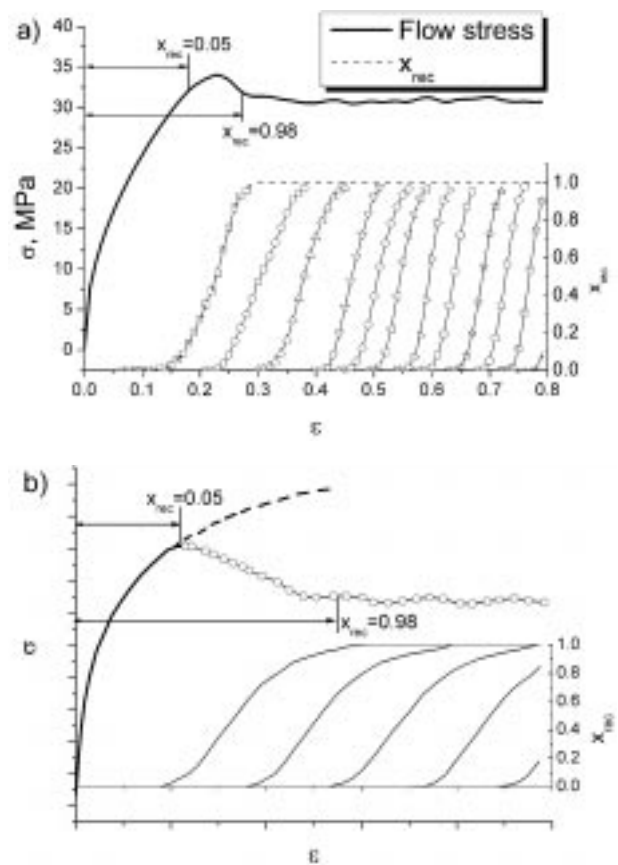 a)
40
35
30
25
20
15
10
5
0
σ, MPa
x_rec=0.05
x_rec=0.98
Flow stress
x_rec
1.0
0.8
0.6
0.4
0.2
0.0
x_rec
0.0 0.1 0.2 0.3 0.4 0.5 0.6 0.7 0.8
ε
b)
x_rec=0.05
x_rec=0.98
σ
1.0
0.8
0.6
0.4
0.2
0.0
x_rec
ε